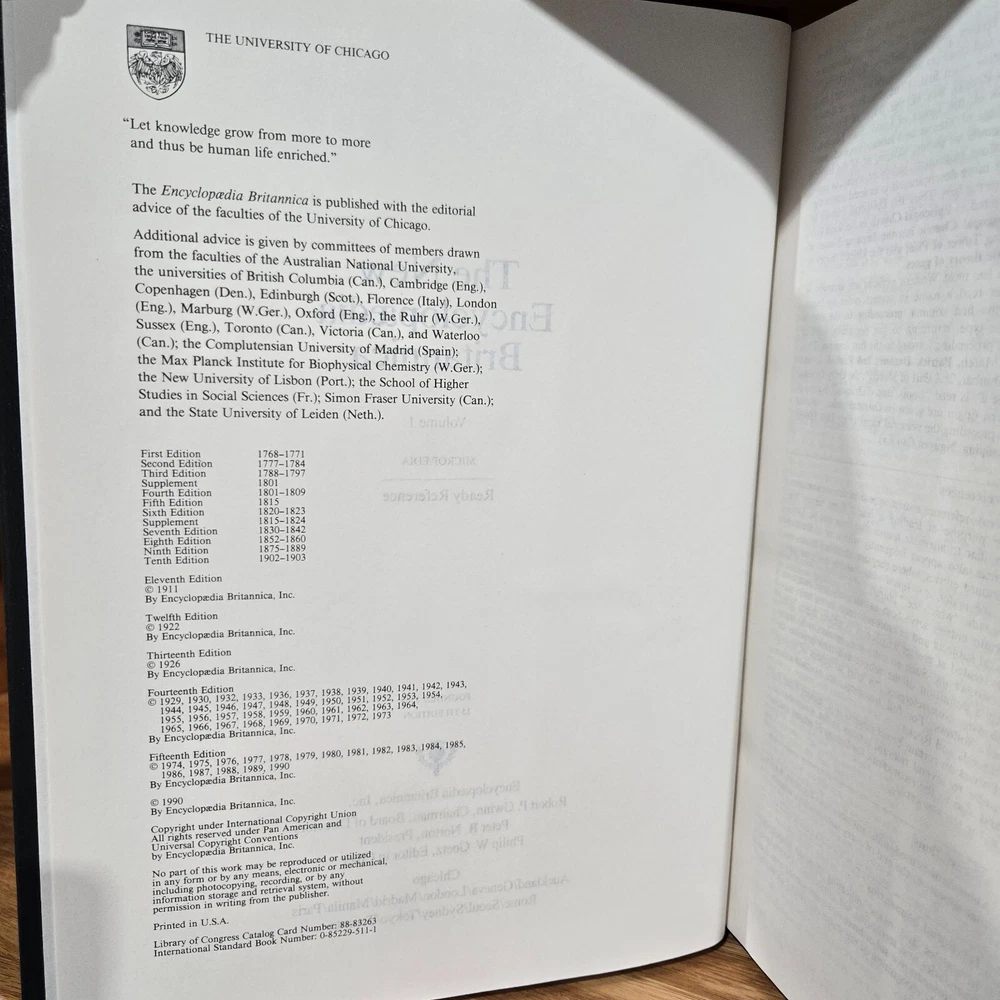 THE UNIVERSITY OF CHICAGO
“Let knowledge grow from more to more
and thus be human life enriched.”
The Encyclopædia Britannica is published with the editorial
advice of the faculties of the University of Chicago.
Additional advice is given by committees of members drawn
from the faculties of the Australian National University,
the universities of British Columbia (Can.), Cambridge (Eng.),
Copenhagen (Den.), Edinburgh (Scot.), Florence (Italy), London
(Eng.), Marburg (W.Ger.), Oxford (Eng.), the Ruhr (W.Ger.),
Sussex (Eng.), Toronto (Can.), Victoria (Can.), and Waterloo
(Can.); the Complutensian University of Madrid (Spain);
the Max Planck Institute for Biophysical Chemistry (W.Ger.);
the New University of Lisbon (Port.); the School of Higher
Studies in Social Sciences (Fr.); Simon Fraser University (Can.);
and the State University of Leiden (Neth.).
First Edition 1768–1771
Second Edition 1777–1784
Third Edition 1788–1797
Supplement 1801
Fourth Edition 1801–1809
Fifth Edition 1815
Sixth Edition 1820–1823
Supplement 1815–1824
Seventh Edition 1830–1842
Eighth Edition 1852–1860
Ninth Edition 1875–1889
Tenth Edition 1902–1903
Eleventh Edition
© 1911
By Encyclopædia Britannica, Inc.
Twelfth Edition
© 1922
By Encyclopædia Britannica, Inc.
Thirteenth Edition
© 1926
By Encyclopædia Britannica, Inc.
Fourteenth Edition
© 1929, 1930, 1932, 1933, 1936, 1937, 1938, 1939, 1940, 1941, 1942, 1943,
1944, 1945, 1946, 1947, 1948, 1949, 1950, 1951, 1952, 1953, 1954,
1955, 1956, 1957, 1958, 1959, 1960, 1961, 1962, 1963, 1964,
1965, 1966, 1967, 1968, 1969, 1970, 1971, 1972, 1973
By Encyclopædia Britannica, Inc.
Fifteenth Edition
© 1974, 1975, 1976, 1977, 1978, 1979, 1980, 1981, 1982, 1983, 1984, 1985,
1986, 1987, 1988, 1989, 1990
By Encyclopædia Britannica, Inc.
© 1990
By Encyclopædia Britannica, Inc.
Copyright under International Copyright Union
All rights reserved under Pan American and
Universal Copyright Conventions
by Encyclopædia Britannica, Inc.
No part of this work may be reproduced or utilized
in any form or by any means, electronic or mechanical,
including photocopying, recording, or by any
information storage and retrieval system, without
permission in writing from the publisher.
Printed in U.S.A.
Library of Congress Catalog Card Number: 88-83263
International Standard Book Number: 0-85229-511-1